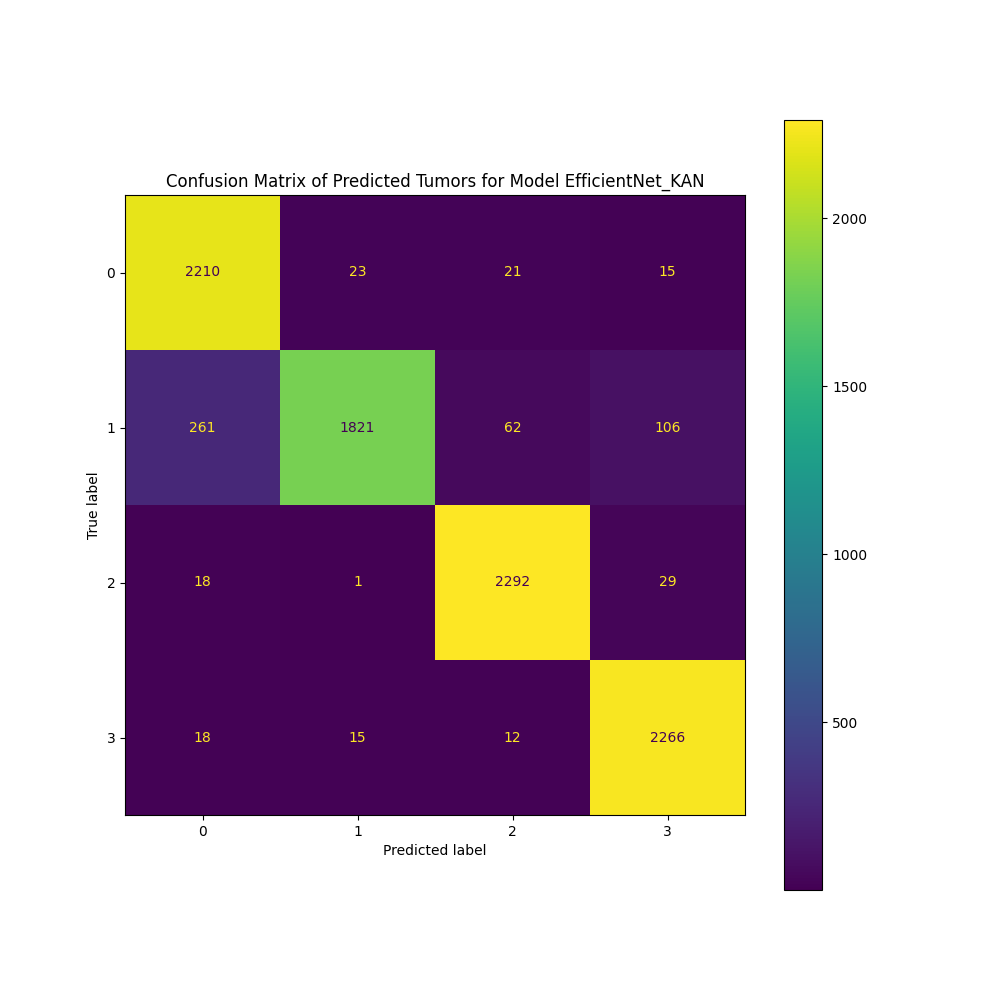 Confusion Matrix of Predicted Tumors for Model EfficientNet_KAN
0 2210 23 21 15
1 261 1821 62 106
2 18 1 2292 29
3 18 15 12 2266
0 1 2 3
Predicted label
True label
2000
1500
1000
500